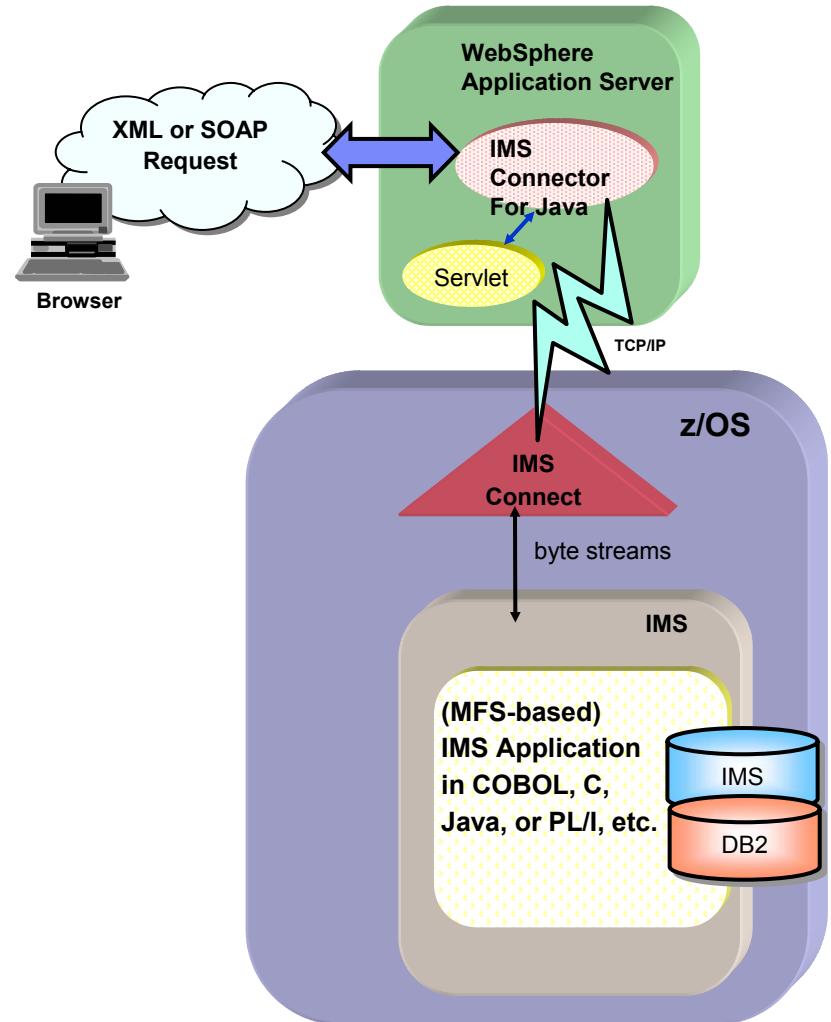 WebSphere
Application Server
XML or SOAP
Request
IMS
Connector
For Java
Servlet
Browser
TCP/IP
z/OS
IMS
Connect
byte streams
IMS
(MFS-based)
IMS Application
in COBOL, C,
Java, or PL/I, etc.
IMS
DB2